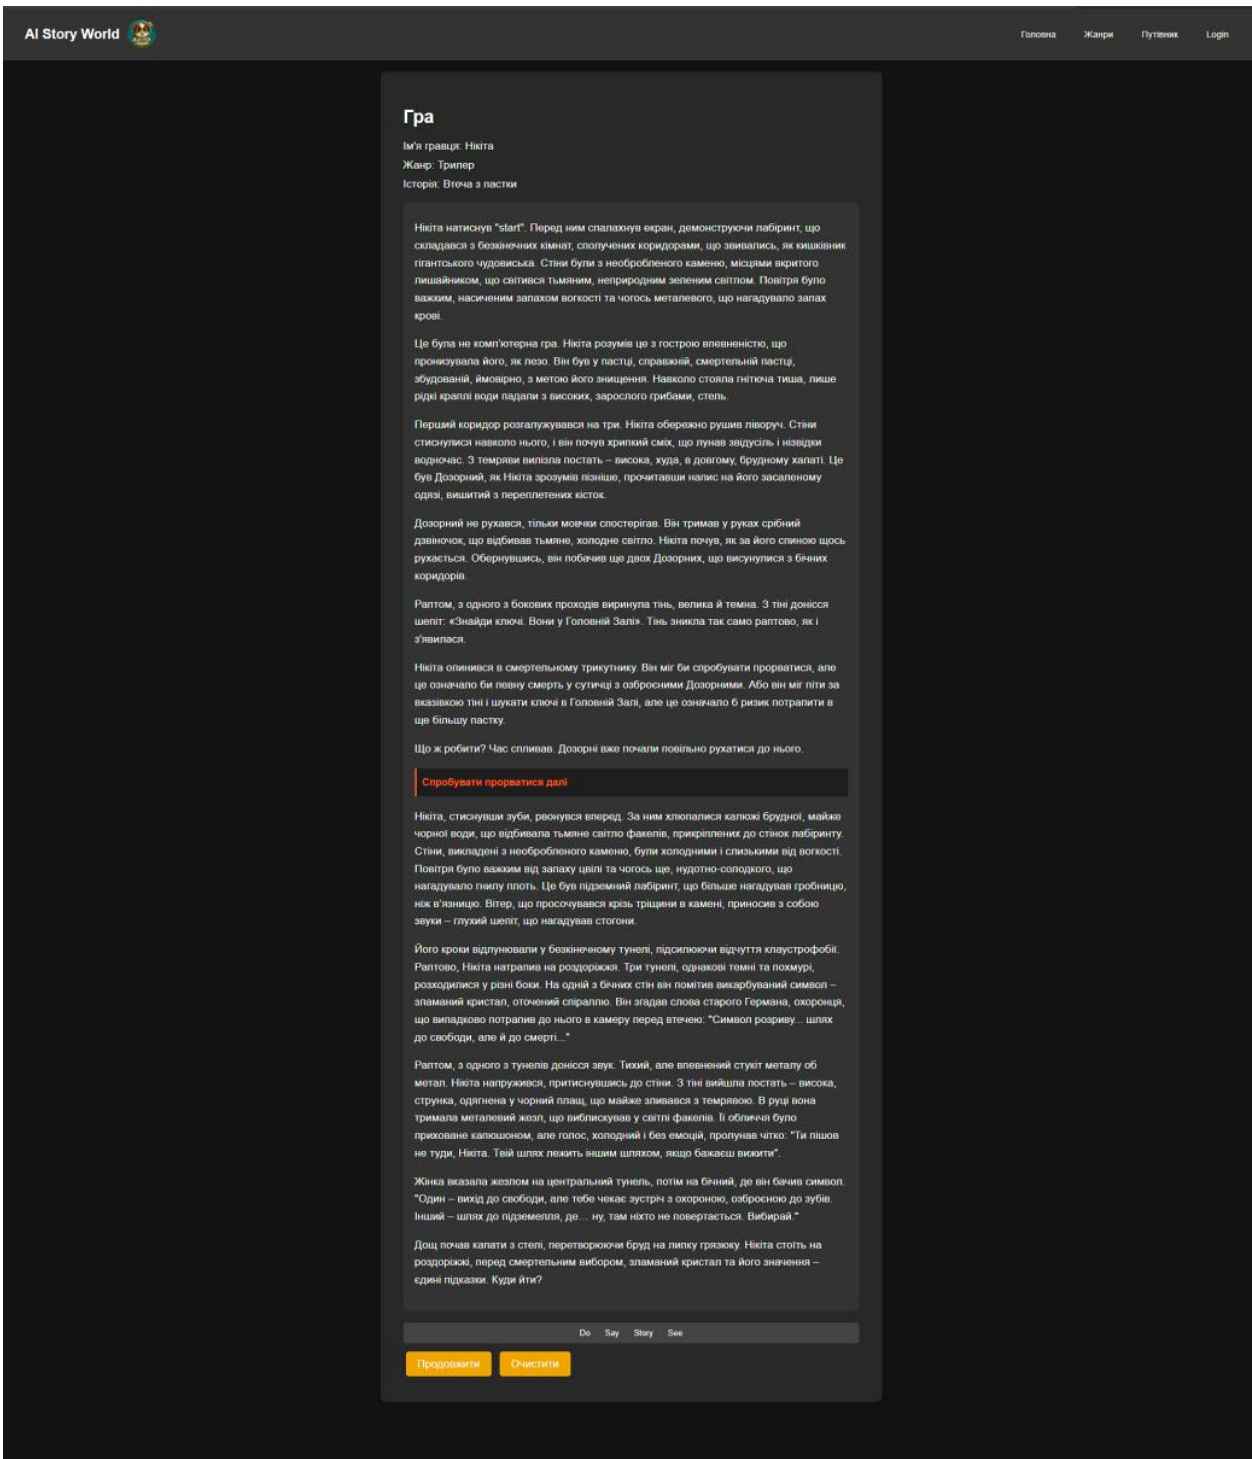 AI Story World
Головна Жанри Путівник Login
Гра
Ім'я гравця: Нікіта
Жанр: Трилер
Історія: Втеча з пастки
Нікіта натиснув "start". Перед ним спалахнув екран, демонструючи лабіринт, що
складався з безкінечних кімнат, сполучених коридорами, що звивались, як кишківник
гігантського чудовиська. Стіни були з необробленого каменю, місцями вкритого
лишайником, що світився тьмяним, неприродним зеленим світлом. Повітря було
важким, насиченим запахом вогкості та чогось металевого, що нагадувало запах
крові.
Це була не комп'ютерна гра. Нікіта розумів це з гострою впевненістю, що
пронизувала його, як лезо. Він був у пастці, справжній, смертельній пастці,
збудованій, ймовірно, з метою його знищення. Навколо стояла гнітюча тиша, лише
рідкі краплі води падали з високих, зарослого грибами, стель.
Перший коридор розгалужувався на три. Нікіта обережно рушив ліворуч. Стіни
стиснулися навколо нього, і він почув хрипкий сміх, що лунав звідусіль і нізвідки
водночас. З темряви вилізла постать – висока, худа, в довгому, брудному халаті. Це
був Дозорний, як Нікіта зрозумів пізніше, прочитавши напис на його засаленому
одязі, вишитий з переплетених кісток.
Дозорний не рухався, тільки мовчки спостерігав. Він тримав у руках срібний
дзвіночок, що відбивав тьмяне, холодне світло. Нікіта почув, як за його спиною щось
рухається. Обернувшись, він побачив ще двох Дозорних, що висунулися з бічних
коридорів.
Раптом, з одного з бокових проходів виринула тінь, велика й темна. З тіні донісся
шепіт: «Знайди ключі. Вони у Головній Залі». Тінь зникла так само раптово, як і
з'явилася.
Нікіта опинився в смертельному трикутнику. Він міг би спробувати прорватися, але
це означало би певну смерть у сутичці з озброєними Дозорними. Або він міг піти за
вказівкою тіні і шукати ключі в Головній Залі, але це означало б ризик потрапити в
ще більшу пастку.
Що ж робити? Час спливав. Дозорні вже почали повільно рухатися до нього.
Спробувати прорватися далі
Нікіта, стиснувши зуби, рвонувся вперед. За ним хлюпалися калюжі брудної, майже
чорної води, що відбивала тьмяне світло факелів, прикріплених до стінок лабіринту.
Стіни, викладені з необробленого каменю, були холодними і слизькими від вогкості.
Повітря було важким від запаху цвілі та чогось ще, нудотно-солодкого, що
нагадувало гнилу плоть. Це був підземний лабіринт, що більше нагадував гробницю,
ніж в'язницю. Вітер, що просочувався крізь тріщини в камені, приносив з собою
звуки – глухий шепіт, що нагадував стогони.
Його кроки відлунювали у безкінечному тунелі, підсилюючи відчуття клаустрофобії.
Раптово, Нікіта натрапив на роздоріжжя. Три тунелі, однакові темні та похмурі,
розходилися у різні боки. На одній з бічних стін він помітив викарбуваний символ –
зламаний кристал, оточений спіраллю. Він згадав слова старого Германа, охоронця,
що випадково потрапив до нього в камеру перед втечею: "Символ розриву... шлях
до свободи, але й до смерті..."
Раптом, з одного з тунелів донісся звук. Тихий, але впевнений стукіт металу об
метал. Нікіта напружився, притиснувшись до стіни. З тіні вийшла постать – висока,
струнка, одягнена у чорний плащ, що майже зливався з темрявою. В руці вона
тримала металевий жезл, що виблискував у світлі факелів. Її обличчя було
приховане капюшоном, але голос, холодний і без емоцій, пролунав чітко: "Ти пішов
не туди, Нікіта. Твій шлях лежить іншим шляхом, якщо бажаєш вижити".
Жінка вказала жезлом на центральний тунель, потім на бічний, де він бачив символ.
"Один – вихід до свободи, але тебе чекає зустріч з охороною, озброєною до зубів.
Інший – шлях до підземелля, де... ну, там ніхто не повертається. Вибирай."
Дощ почав капати з стелі, перетворюючи бруд на липку грязюку. Нікіта стоїть на
роздоріжжі, перед смертельним вибором, зламаний кристал та його значення –
єдині підказки. Куди йти?
Do Say Story See
Продовжити Очистити